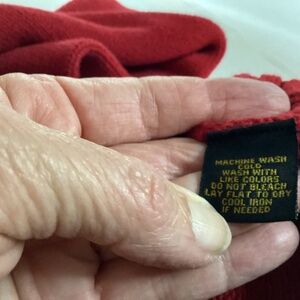 MACHINE WASH
COLD
WASH WITH
LIKE COLORS
DO NOT BLEACH
LAY FLAT TO DRY
COOL IRON
IF NEEDED